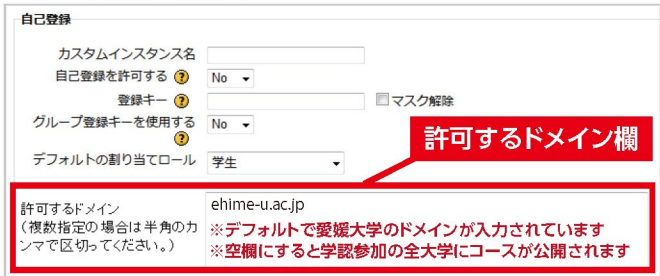 自己登録
カスタムインスタンス名
自己登録を許可する ? No
登録キー ? マスク解除
グループ登録キーを使用する No
?
デフォルトの割り当てロール 学生
許可するドメイン欄
許可するドメイン
(複数指定の場合は半角のカ
ンマで区切ってください。)
ehime-u.ac.jp
※デフォルトで愛媛大学のドメインが入力されています
※空欄にすると学認参加の全大学にコースが公開されます